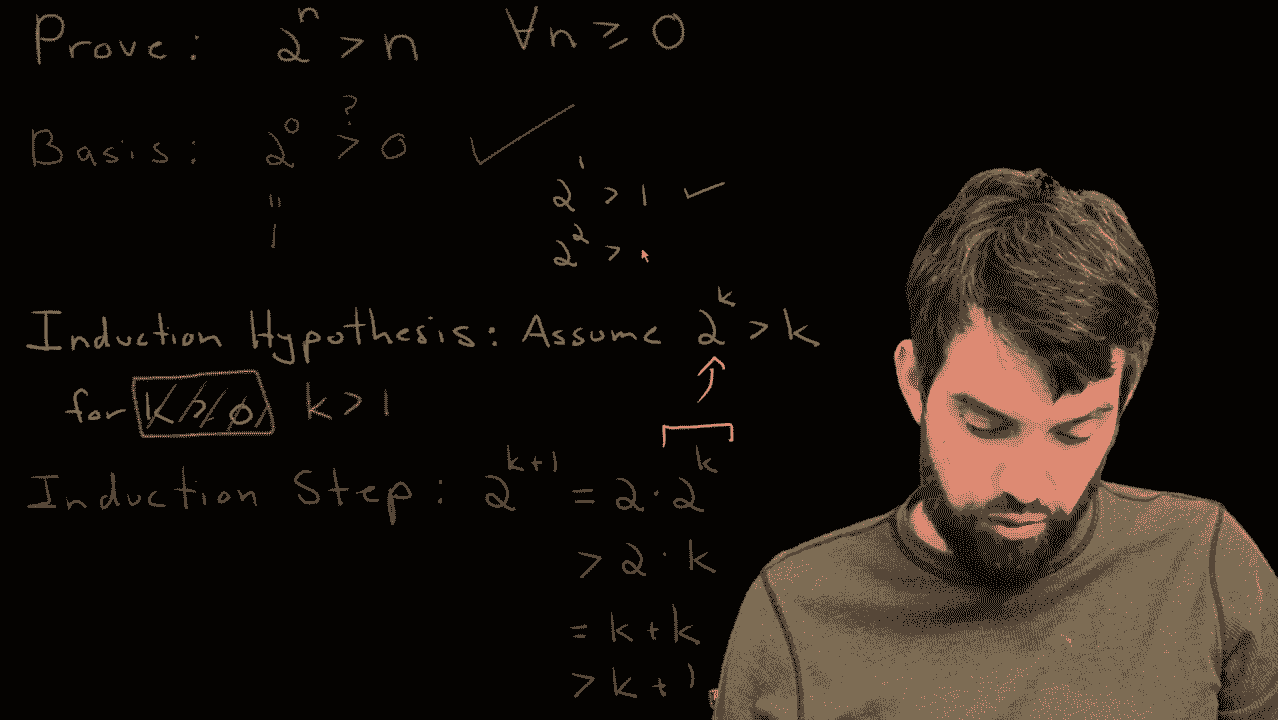 Prove: 2^n > n ∀n ≥ 0
Basis: 2^0 >? 0 ✓
"
1
2^1 > 1 ✓
2^2 >
Induction Hypothesis: Assume 2^k > k
for k > 1
Induction Step: 2^{k+1} = 2·2^k
> 2·k
= k+k
> k+1